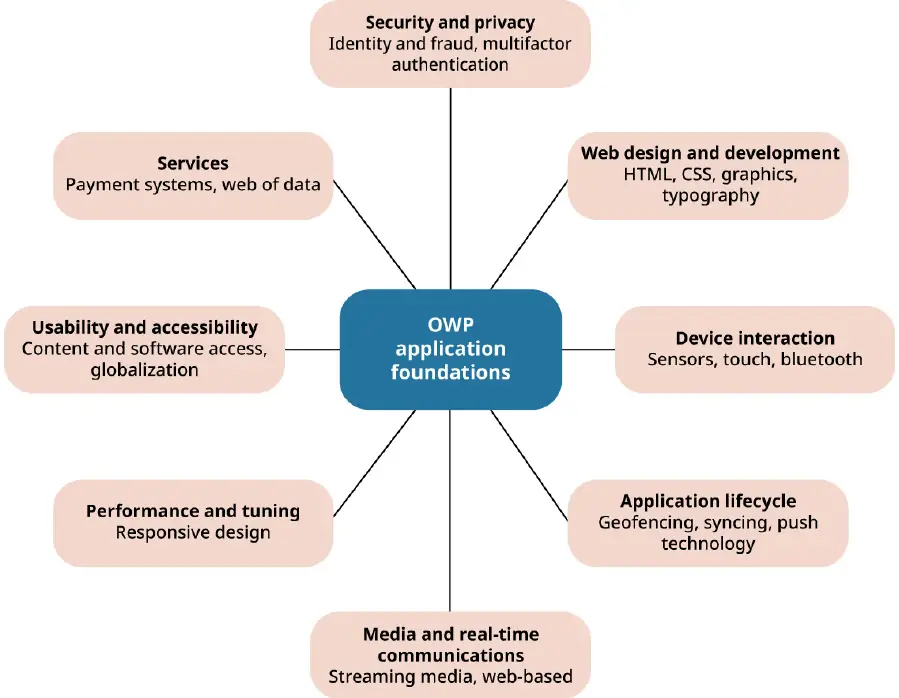 Security and privacy
Identity and fraud, multifactor
authentication
Services
Payment systems, web of data
Web design and development
HTML, CSS, graphics,
typography
Usability and accessibility
Content and software access,
globalization
OWP
application
foundations
Device interaction
Sensors, touch, bluetooth
Performance and tuning
Responsive design
Application lifecycle
Geofencing, syncing, push
technology
Media and real-time
communications
Streaming media, web-based